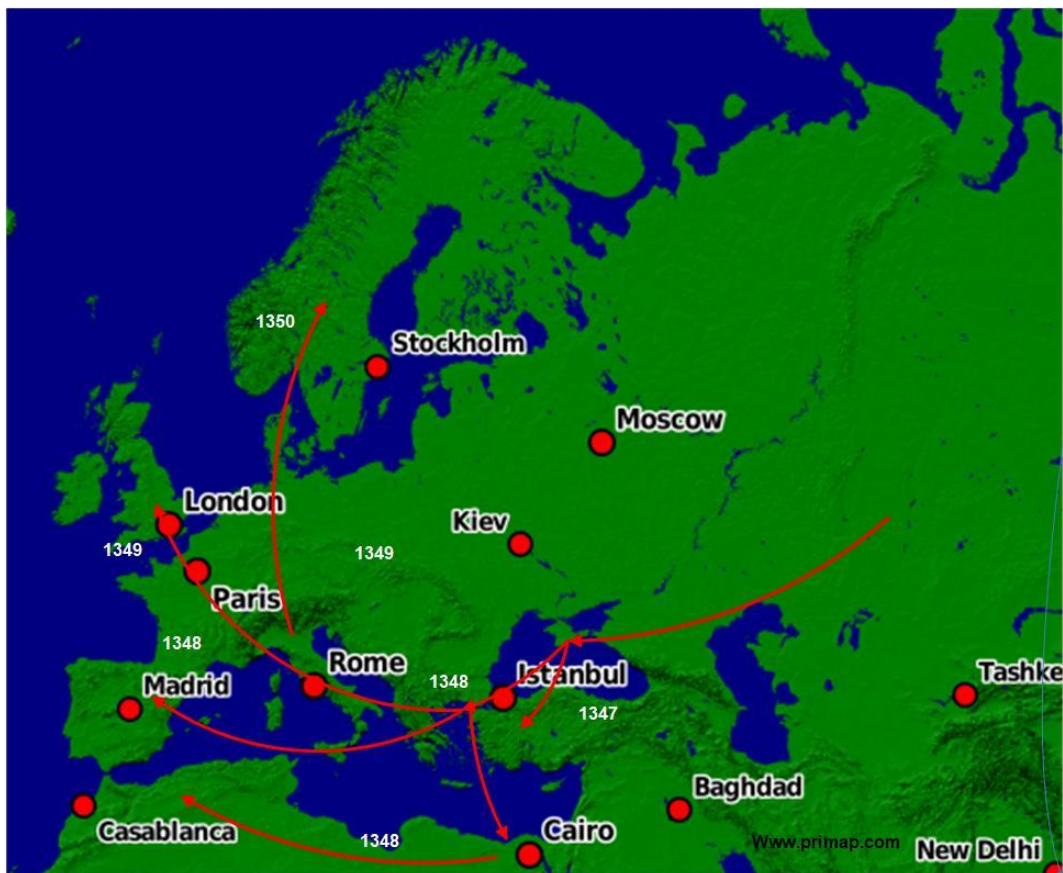 1350
Stockholm
Moscow
London
Kiev
1349
1349
Paris
1348
Rome
Madrid
1348
Istanbul
Tashke
1347
Baghdad
Casablanca
1348
Cairo
Www.primap.com
New Delhi